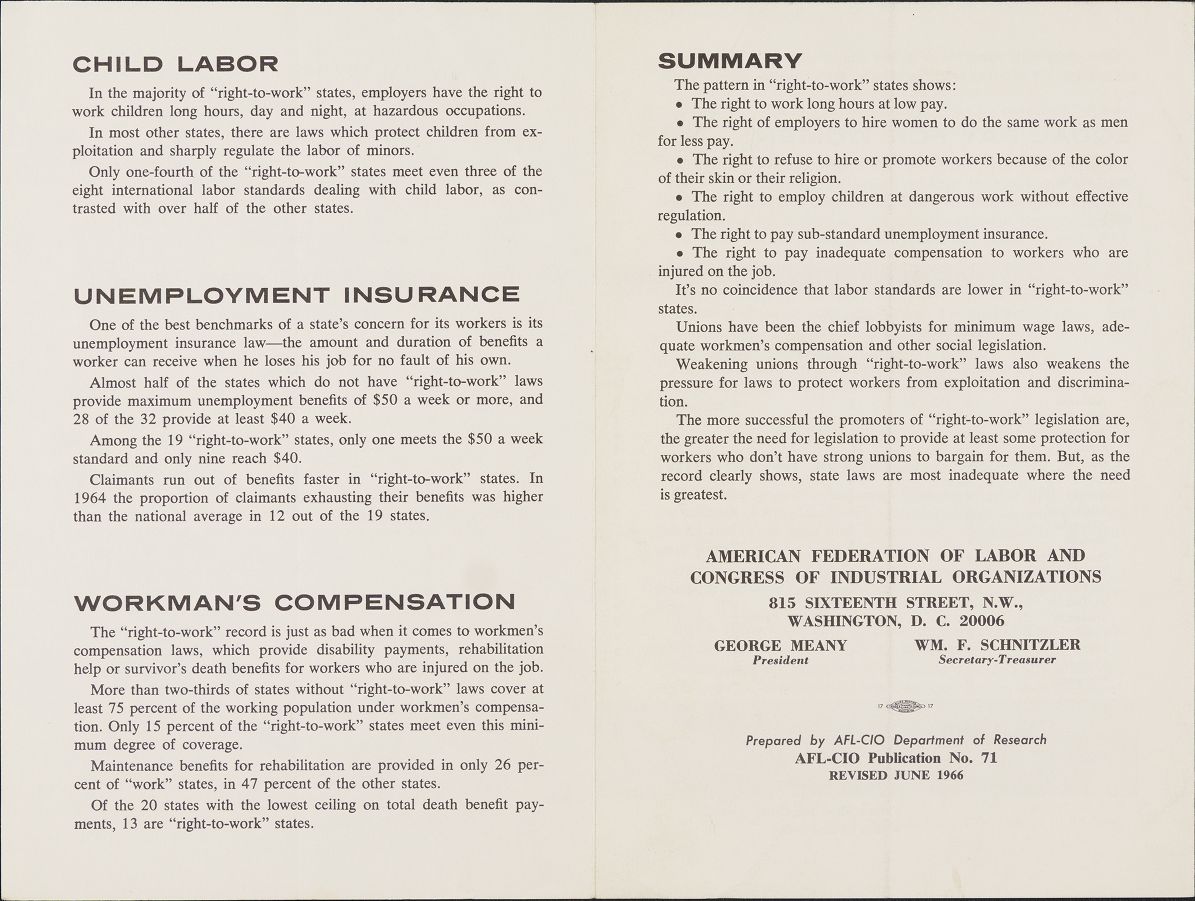 CHILD LABOR
In the majority of “right-to-work” states, employers have the right to
work children long hours, day and night, at hazardous occupations.
In most other states, there are laws which protect children from ex-
ploitation and sharply regulate the labor of minors.
Only one-fourth of the “right-to-work” states meet even three of the
eight international labor standards dealing with child labor, as con-
trasted with over half of the other states.
UNEMPLOYMENT INSURANCE
One of the best benchmarks of a state’s concern for its workers is its
unemployment insurance law—the amount and duration of benefits a
worker can receive when he loses his job for no fault of his own.
Almost half of the states which do not have “right-to-work” laws
provide maximum unemployment benefits of $50 a week or more, and
28 of the 32 provide at least $40 a week.
Among the 19 “right-to-work” states, only one meets the $50 a week
standard and only nine reach $40.
Claimants run out of benefits faster in “right-to-work” states. In
1964 the proportion of claimants exhausting their benefits was higher
than the national average in 12 out of the 19 states.
WORKMAN’S COMPENSATION
The “right-to-work” record is just as bad when it comes to workmen’s
compensation laws, which provide disability payments, rehabilitation
help or survivor’s death benefits for workers who are injured on the job.
More than two-thirds of states without “right-to-work” laws cover at
least 75 percent of the working population under workmen’s compensa-
tion. Only 15 percent of the “right-to-work” states meet even this mini-
mum degree of coverage.
Maintenance benefits for rehabilitation are provided in only 26 per-
cent of “work” states, in 47 percent of the other states.
Of the 20 states with the lowest ceiling on total death benefit pay-
ments, 13 are “right-to-work” states.
SUMMARY
The pattern in “right-to-work” states shows:
• The right to work long hours at low pay.
• The right of employers to hire women to do the same work as men
for less pay.
• The right to refuse to hire or promote workers because of the color
of their skin or their religion.
• The right to employ children at dangerous work without effective
regulation.
• The right to pay sub-standard unemployment insurance.
• The right to pay inadequate compensation to workers who are
injured on the job.
It’s no coincidence that labor standards are lower in “right-to-work”
states.
Unions have been the chief lobbyists for minimum wage laws, ade-
quate workmen’s compensation and other social legislation.
Weakening unions through “right-to-work” laws also weakens the
pressure for laws to protect workers from exploitation and discrimina-
tion.
The more successful the promoters of “right-to-work” legislation are,
the greater the need for legislation to provide at least some protection for
workers who don’t have strong unions to bargain for them. But, as the
record clearly shows, state laws are most inadequate where the need
is greatest.
AMERICAN FEDERATION OF LABOR AND
CONGRESS OF INDUSTRIAL ORGANIZATIONS
815 SIXTEENTH STREET, N.W.,
WASHINGTON, D. C. 20006
GEORGE MEANY WM. F. SCHNITZLER
President Secretary-Treasurer
17 17
Prepared by AFL-CIO Department of Research
AFL-CIO Publication No. 71
REVISED JUNE 1966